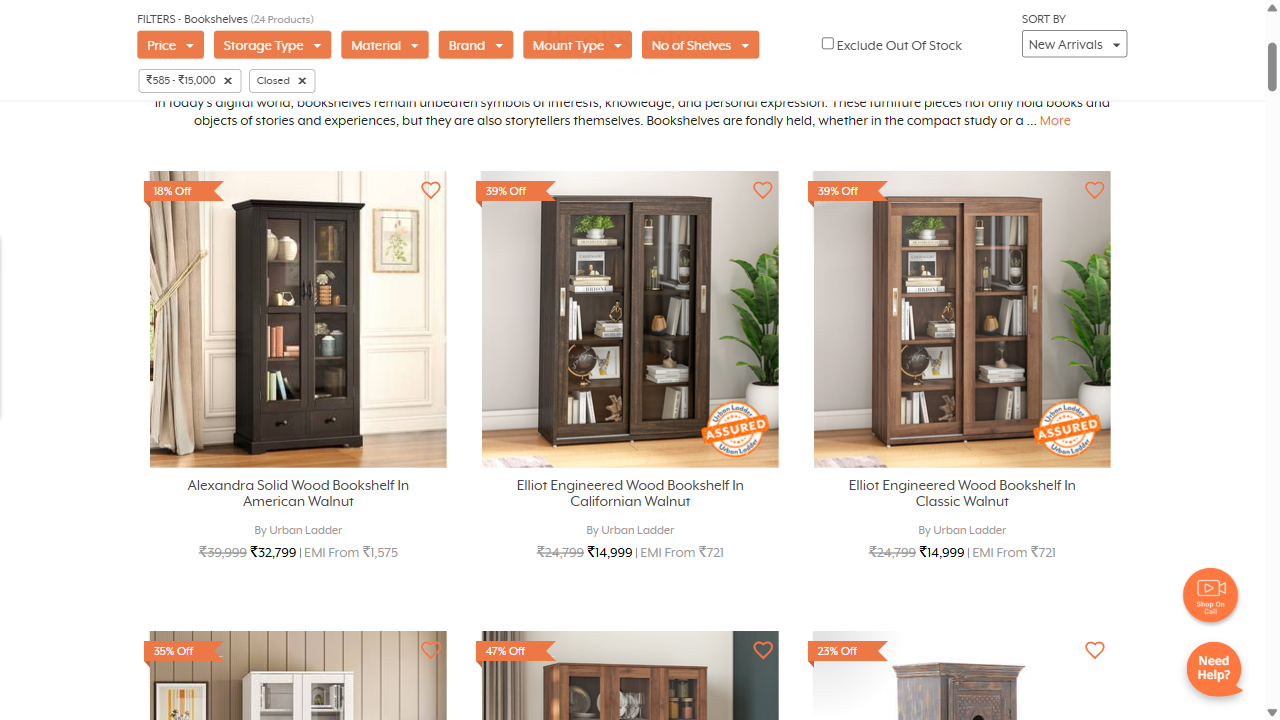 FILTERS - Bookshelves (24 Products)
SORT BY
Price
Storage Type
Material
Brand
Mount Type
No of Shelves
Exclude Out Of Stock
New Arrivals
₹585 - ₹15,000 ✕
Closed ✕
In today's digital world, bookshelves remain unbeaten symbols of interests, knowledge, and personal expression. These furniture pieces not only hold books and
objects of stories and experiences, but they are also storytellers themselves. Bookshelves are fondly held, whether in the compact study or a ... More
18% Off
39% Off
39% Off
Urban Ladder
ASSURED
Urban Ladder
Urban Ladder
ASSURED
Urban Ladder
Alexandra Solid Wood Bookshelf In
American Walnut
By Urban Ladder
₹39,999 ₹32,799 | EMI From ₹1,575
Elliot Engineered Wood Bookshelf In
Californian Walnut
By Urban Ladder
₹24,799 ₹14,999 | EMI From ₹721
Elliot Engineered Wood Bookshelf In
Classic Walnut
By Urban Ladder
₹24,799 ₹14,999 | EMI From ₹721
Shop On
Call
35% Off
47% Off
23% Off
Need
Help?